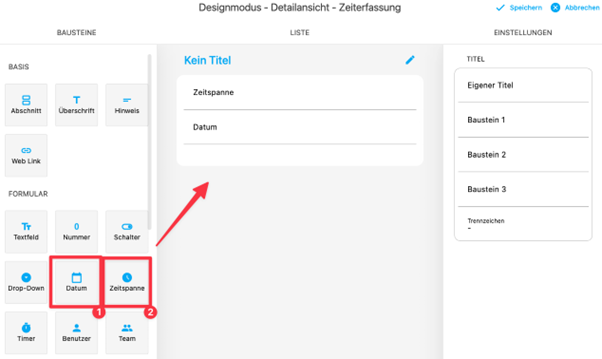 Designmodus - Detailansicht - Zeiterfassung
Speichern
Abbrechen
BAUSTEINE
LISTE
EINSTELLUNGEN
BASIS
Abschnitt
Überschrift
Hinweis
Web Link
FORMULAR
Textfeld
0
Nummer
Schalter
Drop-Down
Datum
1
Zeitspanne
2
Timer
Benutzer
Team
Kein Titel
Zeitspanne
Datum
TITEL
Eigener Titel
Baustein 1
Baustein 2
Baustein 3
Trennzeichen
-